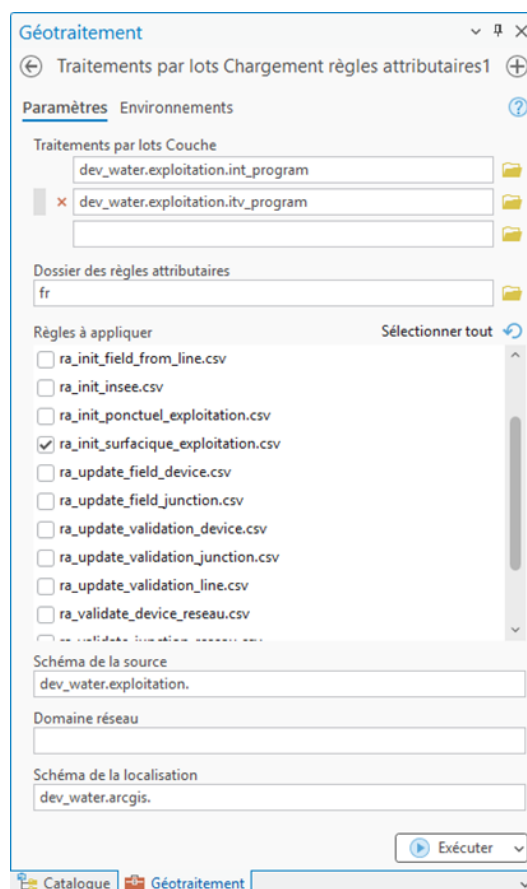 Géotraitement
Traitements par lots Chargement règles attributaires1
Paramètres Environnements
Traitements par lots Couche
dev_water.exploitation.int_program
dev_water.exploitation.itv_program
Dossier des règles attributaires
fr
Règles à appliquer Sélectionner tout
ra_init_field_from_line.csv
ra_init_insee.csv
ra_init_ponctuel_exploitation.csv
ra_init_surfacique_exploitation.csv
ra_update_field_device.csv
ra_update_field_junction.csv
ra_update_validation_device.csv
ra_update_validation_junction.csv
ra_update_validation_line.csv
ra_validate_device_reseau.csv
ra_validate_junction_reseau.csv
Schéma de la source
dev_water.exploitation.
Domaine réseau
Schéma de la localisation
dev_water.arcgis.
Exécuter
Catalogue Géotraitement